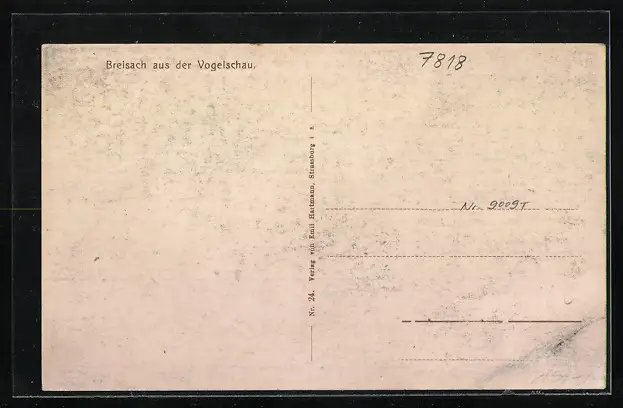 Breisach aus der Vogelschau.
7818
Nr. 24. Verlag von Emil Hartmann, Strassburg i. s.
Nr. 9009T